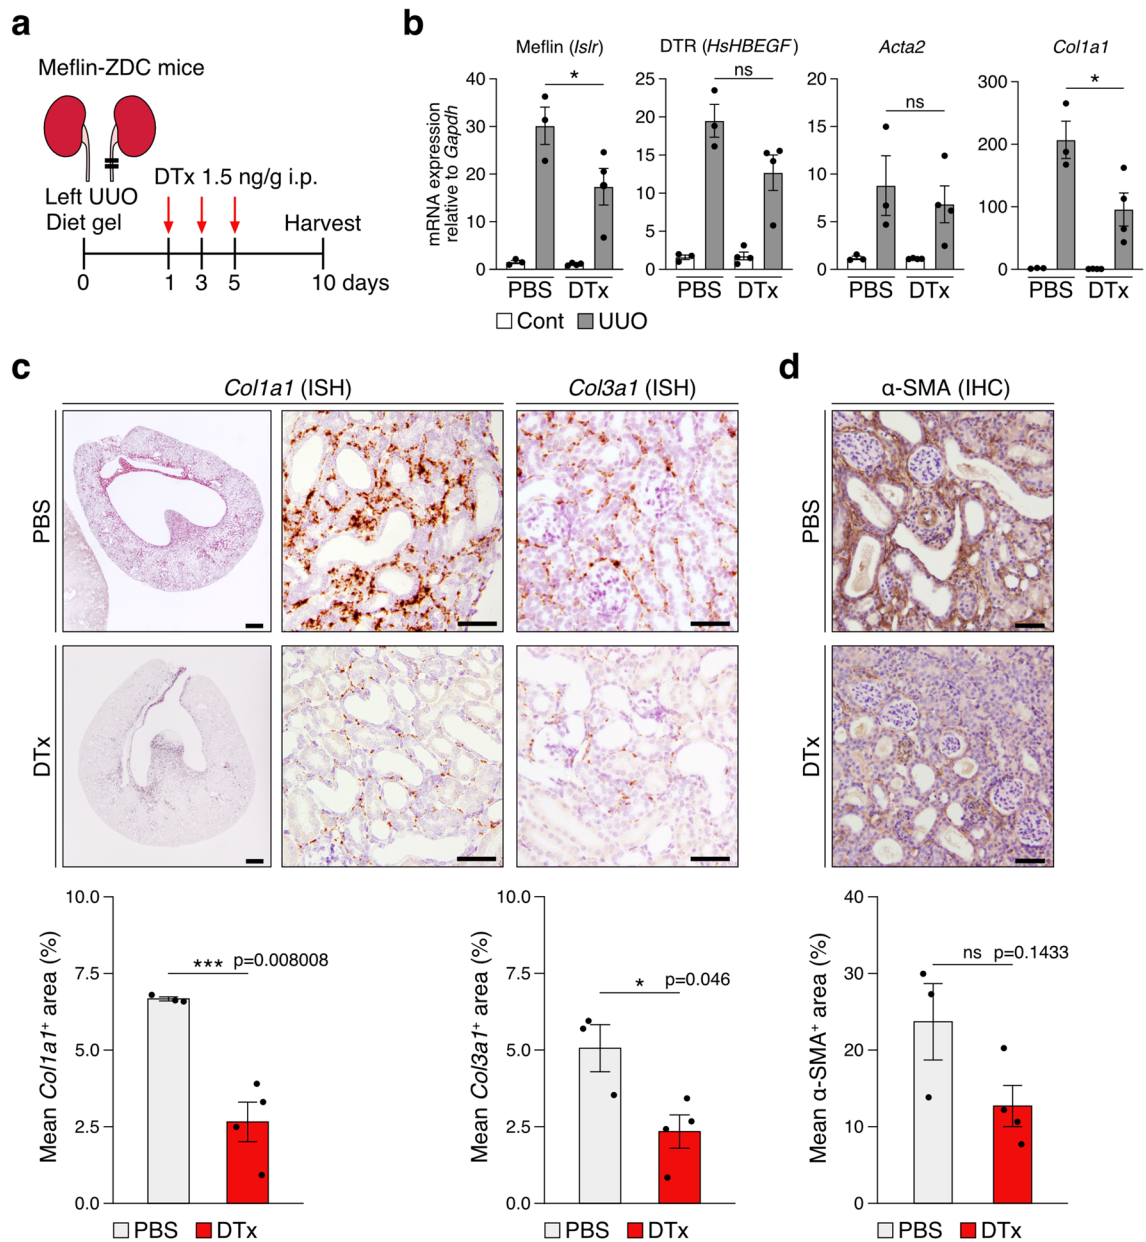 a
Meflin-ZDC mice
DTx 1.5 ng/g i.p.
Left UUO
Diet gel
Harvest
0 1 3 5 10 days
b
Meflin (Islr)
DTR (HsHBEGF)
Acta2
Col1a1
mRNA expression
relative to Gapdh
40
30
20
10
0
*
PBS DTx
25
20
15
10
5
0
ns
PBS DTx
20
15
10
5
0
ns
PBS DTx
300
200
100
0
*
PBS DTx
Cont UUO
c
Col1a1 (ISH)
Col3a1 (ISH)
PBS
DTx
d
α-SMA (IHC)
PBS
DTx
Mean Col1a1+ area (%)
10.0
7.5
5.0
2.5
0.0
*** p=0.008008
PBS DTx
Mean Col3a1+ area (%)
10.0
7.5
5.0
2.5
0.0
* p=0.046
PBS DTx
Mean α-SMA+ area (%)
40
30
20
10
0
ns p=0.1433
PBS DTx